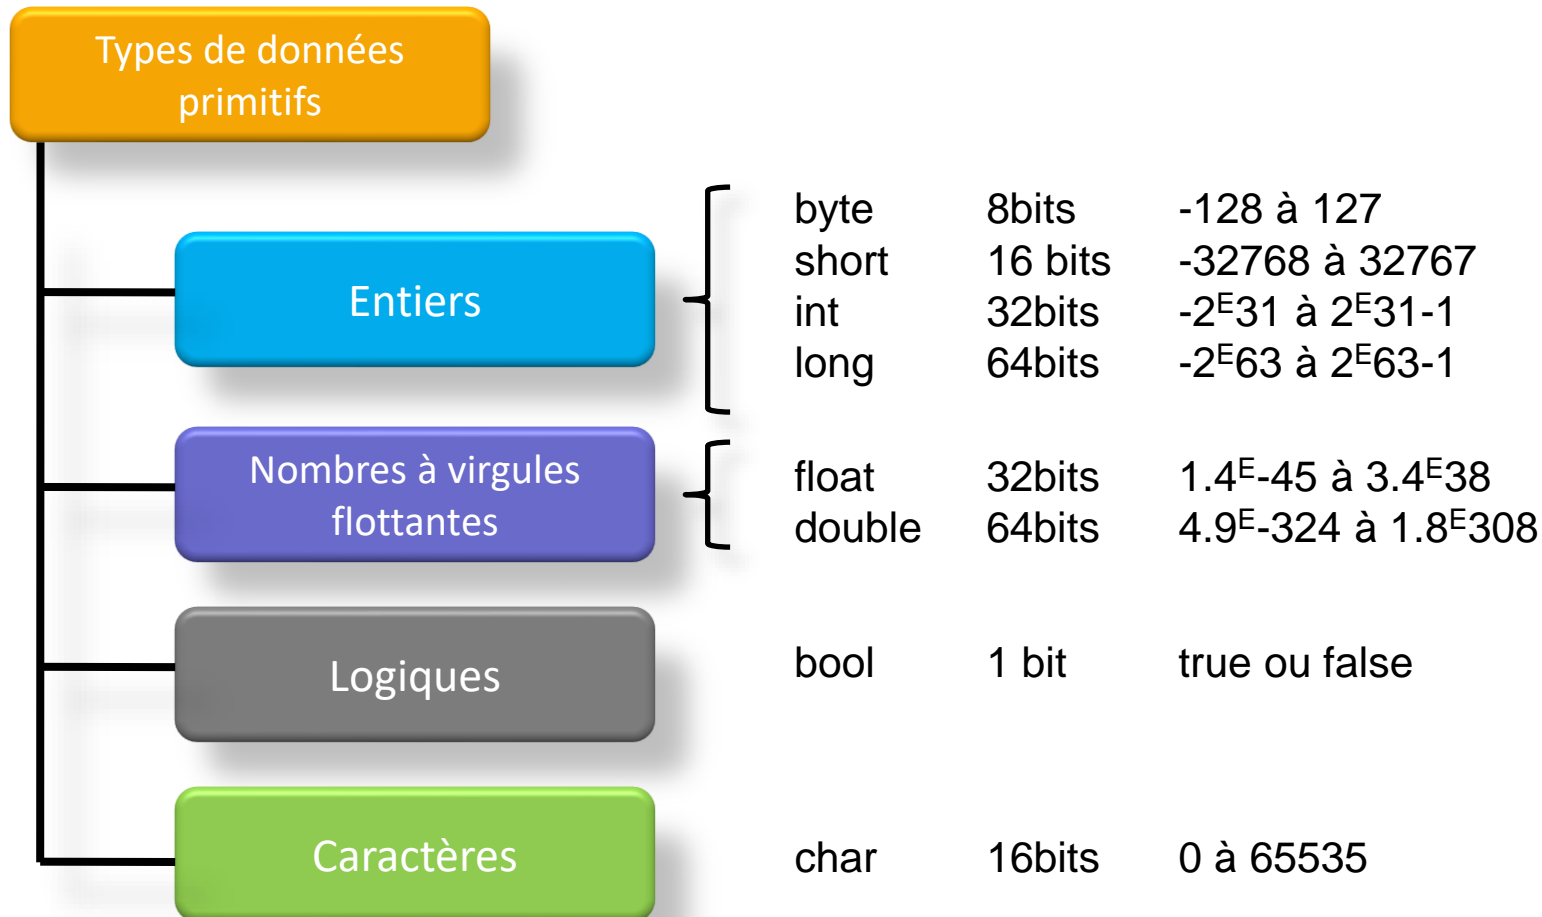 Types de données
primitifs
Entiers
byte 8bits -128 à 127
short 16 bits -32768 à 32767
int 32bits -2ᴱ31 à 2ᴱ31-1
long 64bits -2ᴱ63 à 2ᴱ63-1
Nombres à virgules
flottantes
float 32bits 1.4ᴱ-45 à 3.4ᴱ38
double 64bits 4.9ᴱ-324 à 1.8ᴱ308
Logiques
bool 1 bit true ou false
Caractères
char 16bits 0 à 65535